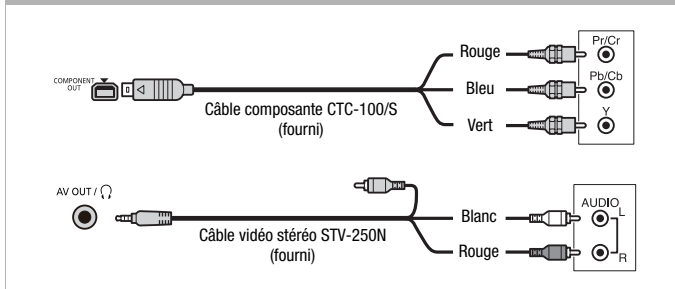 Rouge
Pr/Cr
COMPONENT
OUT
Bleu
Pb/Cb
Câble composante CTC-100/S
(fourni)
Vert
Y
AV OUT /
Blanc
AUDIO
L
Câble vidéo stéréo STV-250N
(fourni)
Rouge
R